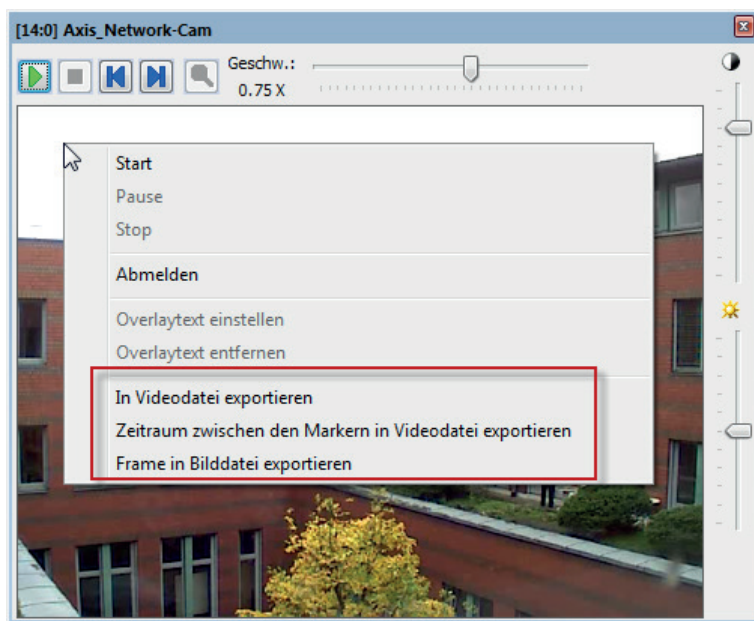 [14:0] Axis_Network-Cam
Geschw.:
0.75 X
Start
Pause
Stop
Abmelden
Overlaytext einstellen
Overlaytext entfernen
In Videodatei exportieren
Zeitraum zwischen den Markern in Videodatei exportieren
Frame in Bilddatei exportieren